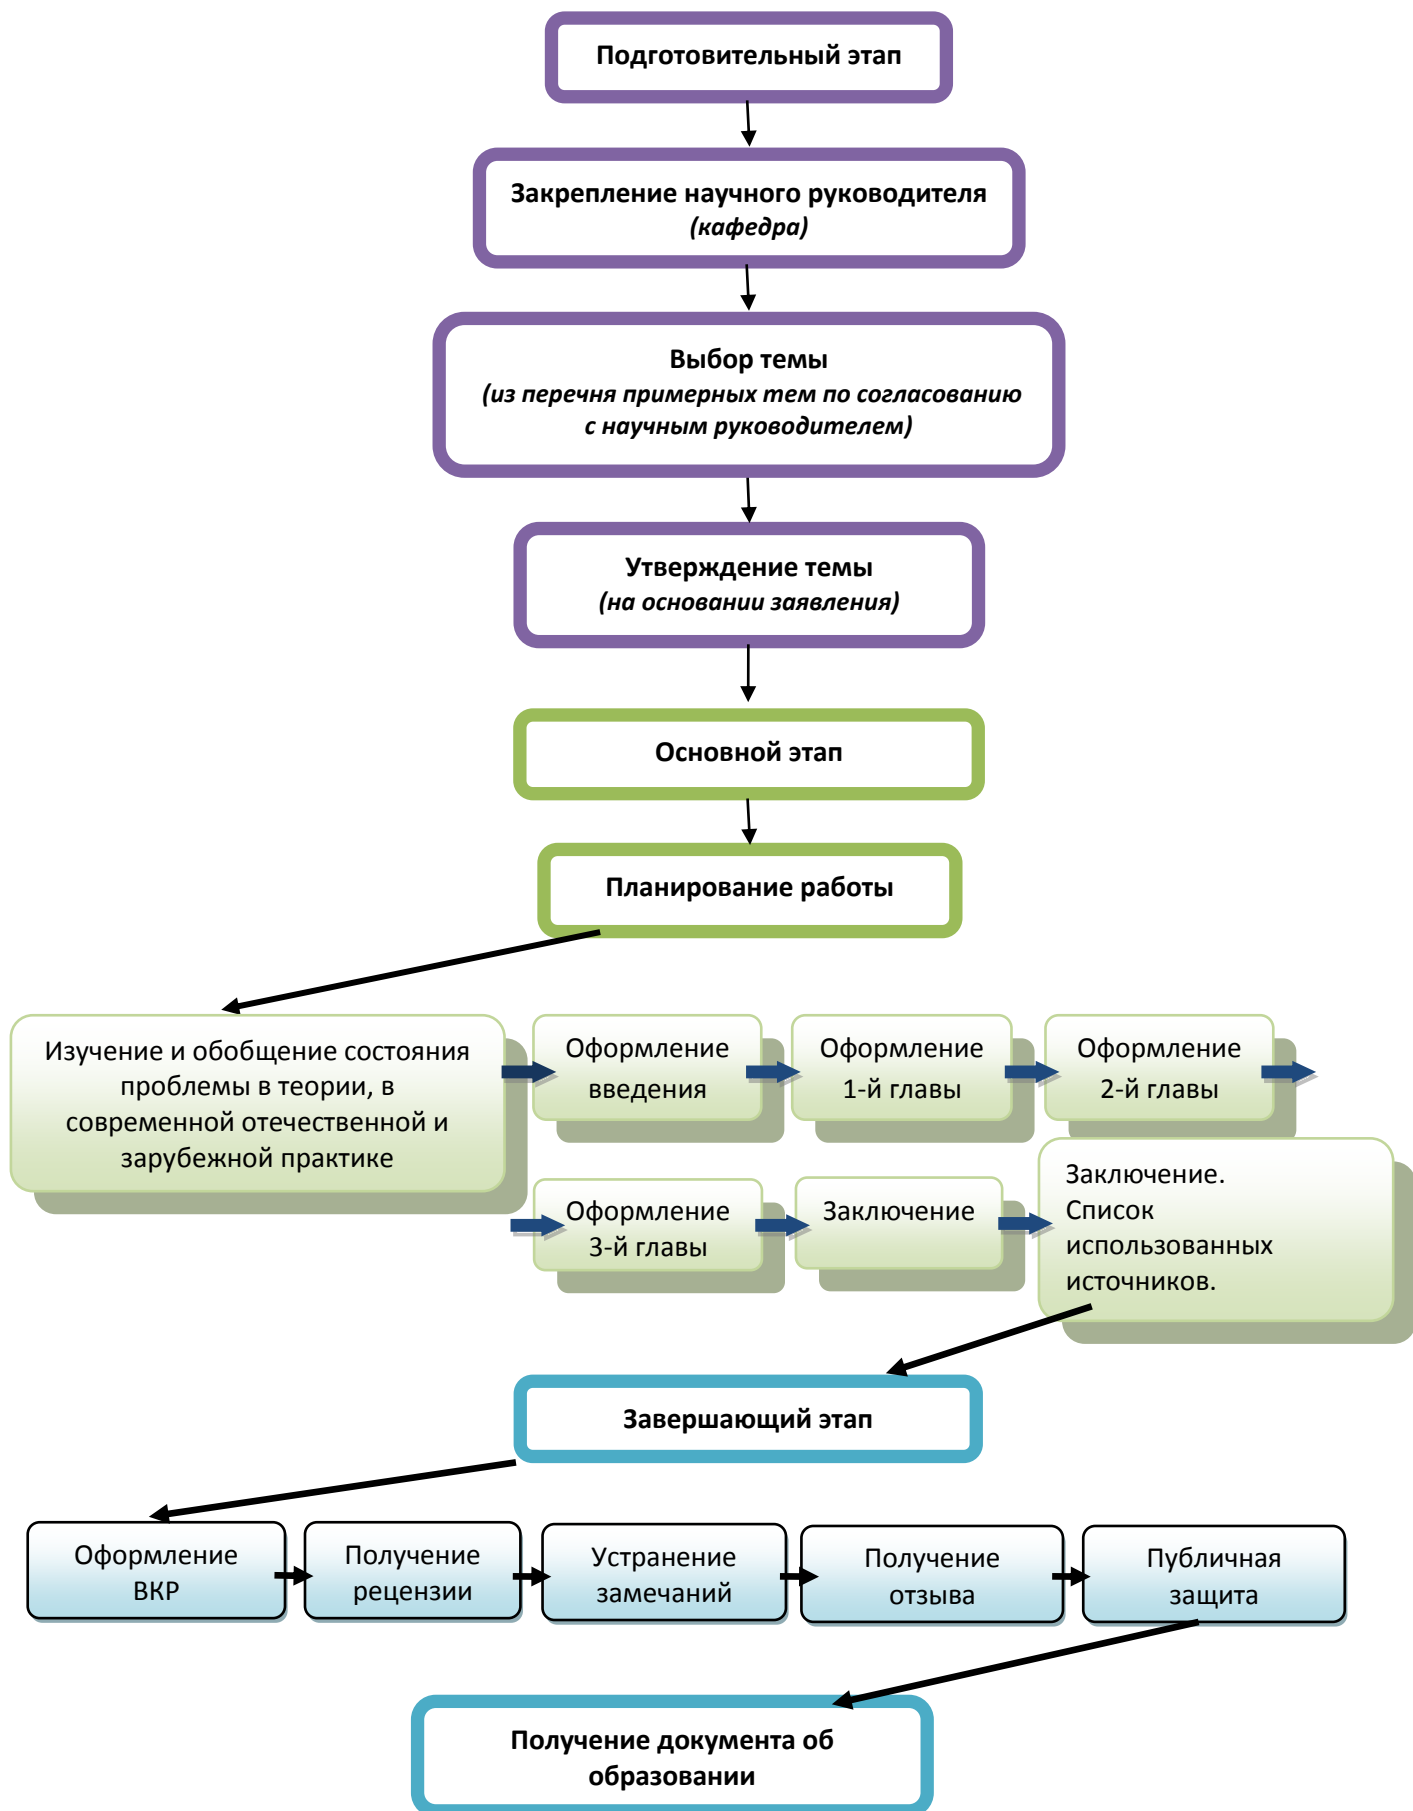 Подготовительный этап
Закрепление научного руководителя
(кафедра)
Выбор темы
(из перечня примерных тем по согласованию
с научным руководителем)
Утверждение темы
(на основании заявления)
Основной этап
Планирование работы
Изучение и обобщение состояния
проблемы в теории, в
современной отечественной и
зарубежной практике
Оформление
введения
Оформление
1-й главы
Оформление
2-й главы
Оформление
3-й главы
Заключение
Заключение.
Список
использованных
источников.
Завершающий этап
Оформление
ВКР
Получение
рецензии
Устранение
замечаний
Получение
отзыва
Публичная
защита
Получение документа об
образовании